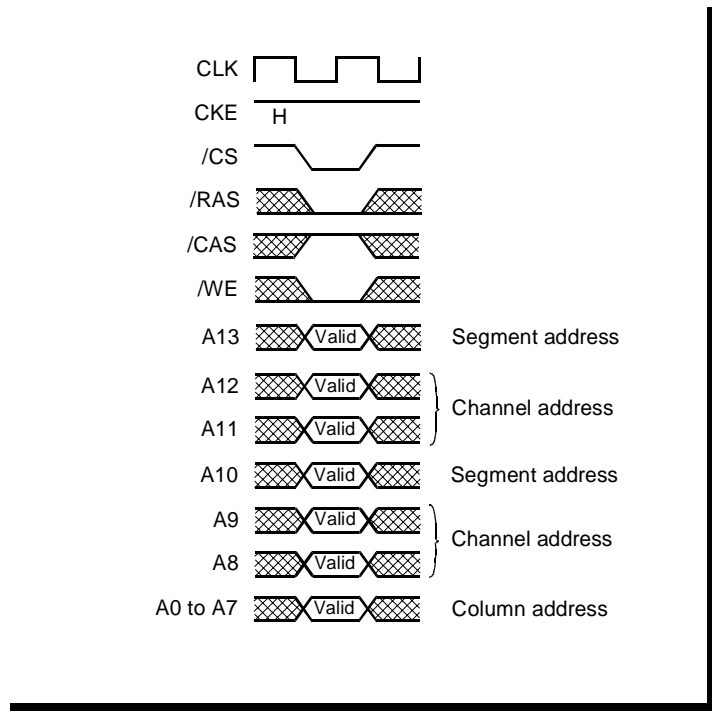 CLK
CKE H
/CS
/RAS
/CAS
/WE
A13 Valid Segment address
A12 Valid
Channel address
A11 Valid
A10 Valid Segment address
A9 Valid
Channel address
A8 Valid
A0 to A7 Valid Column address